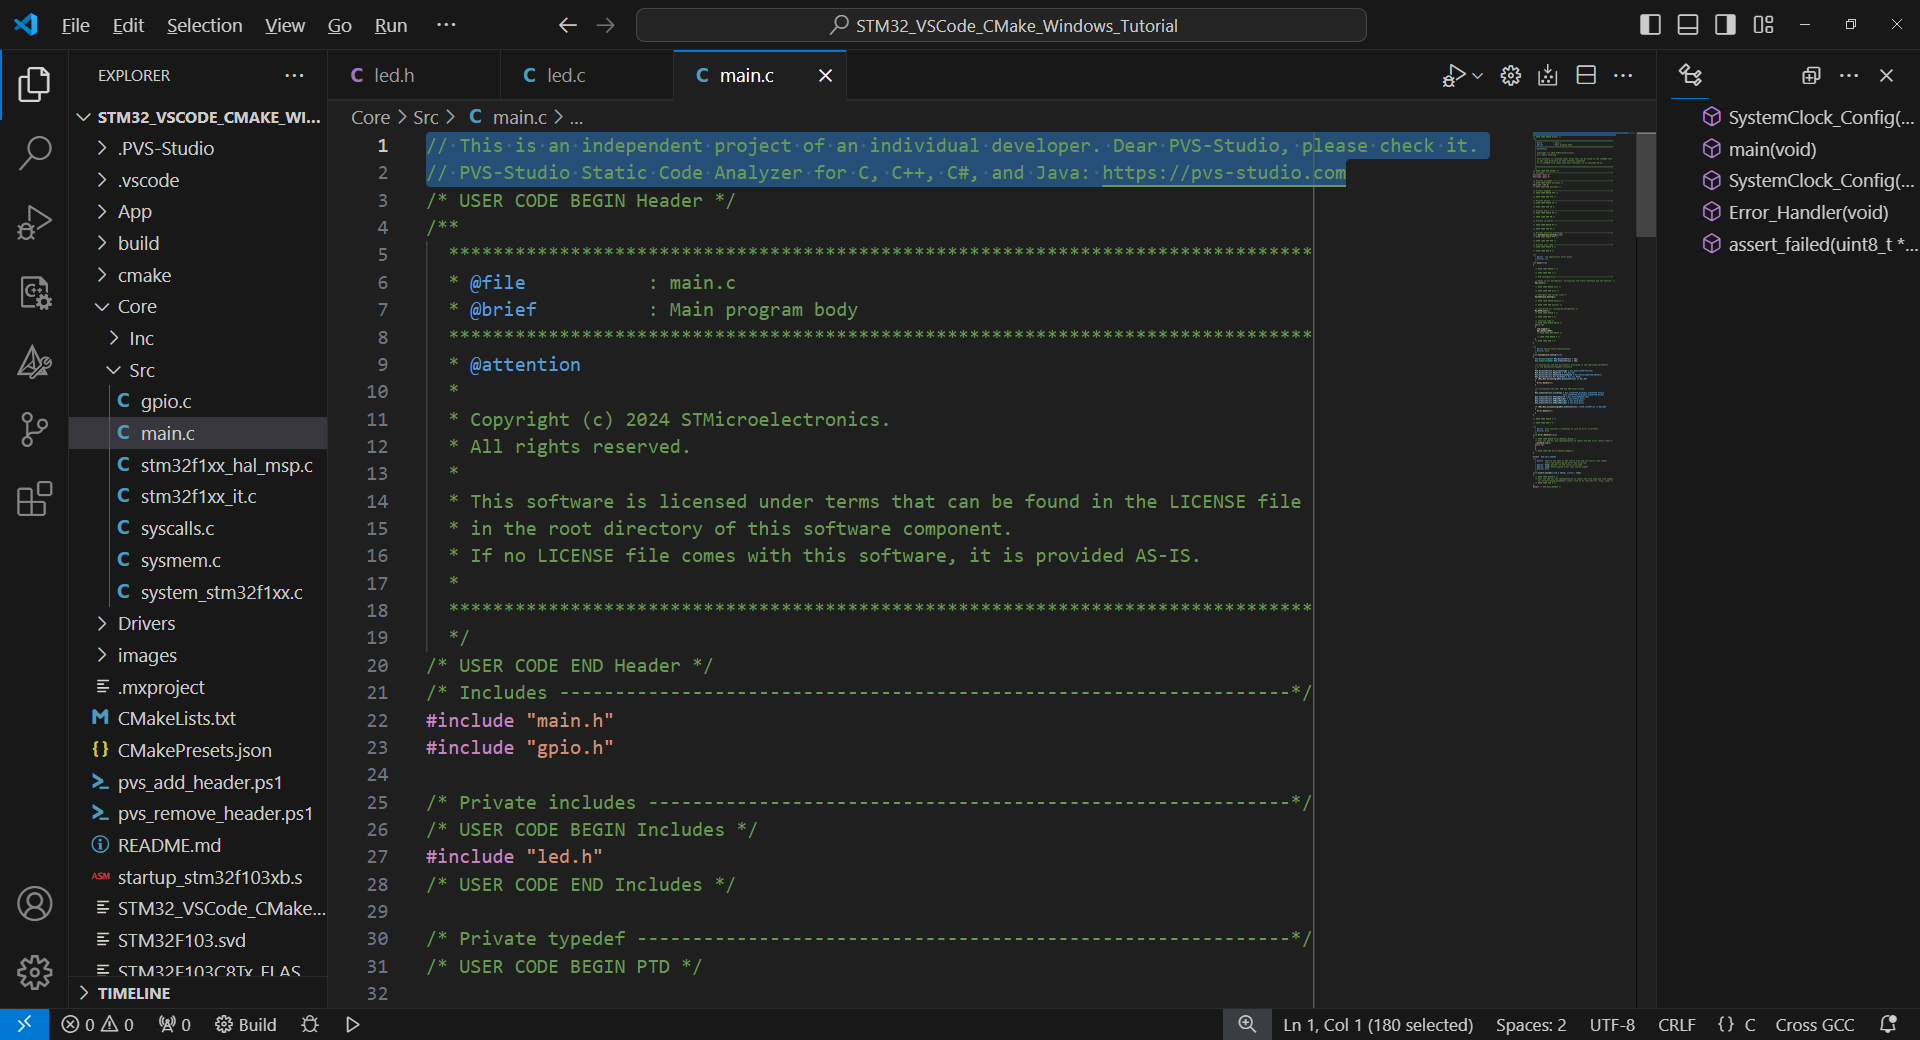 File Edit Selection View Go Run ···
STM32_VSCode_CMake_Windows_Tutorial
EXPLORER
STM32_VSCODE_CMAKE_WI...
.PVS-Studio
.vscode
App
build
cmake
Core
Inc
Src
C gpio.c
C main.c
C stm32f1xx_hal_msp.c
C stm32f1xx_it.c
C syscalls.c
C sysmem.c
C system_stm32f1xx.c
Drivers
images
.mxproject
M CMakeLists.txt
{} CMakePresets.json
pvs_add_header.ps1
pvs_remove_header.ps1
README.md
ASM startup_stm32f103xb.s
STM32_VSCode_CMake...
STM32F103.svd
STM32F103C8Tx_FLAS
TIMELINE
C led.h C led.c C main.c
Core > Src > C main.c > ...
1 // This is an independent project of an individual developer. Dear PVS-Studio, please check it.
2 // PVS-Studio Static Code Analyzer for C, C++, C#, and Java: https://pvs-studio.com
3 /* USER CODE BEGIN Header */
4 /**
5 ******************************************************************************
6 * @file : main.c
7 * @brief : Main program body
8 ******************************************************************************
9 * @attention
10 *
11 * Copyright (c) 2024 STMicroelectronics.
12 * All rights reserved.
13 *
14 * This software is licensed under terms that can be found in the LICENSE file
15 * in the root directory of this software component.
16 * If no LICENSE file comes with this software, it is provided AS-IS.
17 *
18 ******************************************************************************
19 */
20 /* USER CODE END Header */
21 /* Includes ------------------------------------------------------------------*/
22 #include "main.h"
23 #include "gpio.h"
24
25 /* Private includes ----------------------------------------------------------*/
26 /* USER CODE BEGIN Includes */
27 #include "led.h"
28 /* USER CODE END Includes */
29
30 /* Private typedef -----------------------------------------------------------*/
31 /* USER CODE BEGIN PTD */
32
SystemClock_Config(...
main(void)
SystemClock_Config(...
Error_Handler(void)
assert_failed(uint8_t *...
0 0 0 Build
Ln 1, Col 1 (180 selected) Spaces: 2 UTF-8 CRLF {} C Cross GCC